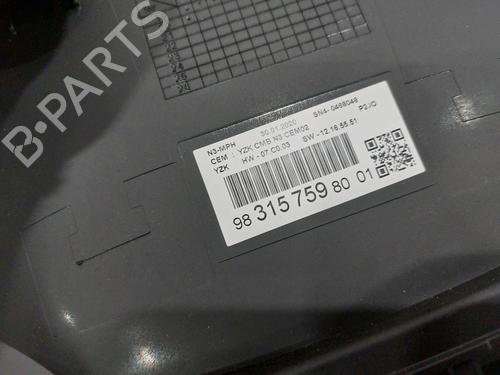 B-PARTS
30.01.2020 SN4- 0468048
N3-MPH P2JO
CEM : YZK CMB N3 CEM02
YZK HW -07.C0.03 SW -12.16.55.51
98 315 759 80 01